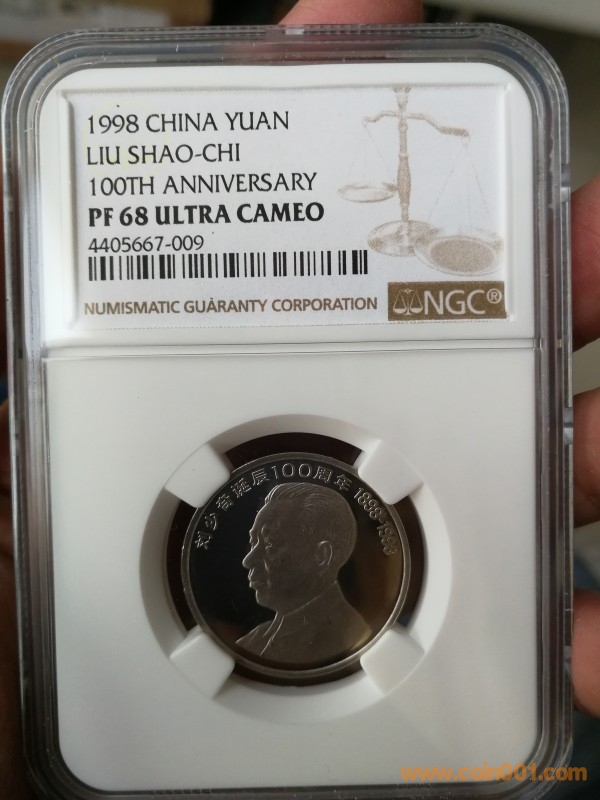 1998 CHINA YUAN
LIU SHAO-CHI
100TH ANNIVERSARY
PF 68 ULTRA CAMEO
4405667-009
NUMISMATIC GUARANTY CORPORATION
NGC®
刘少奇诞辰100周年 1898-1998
www.coin001.com